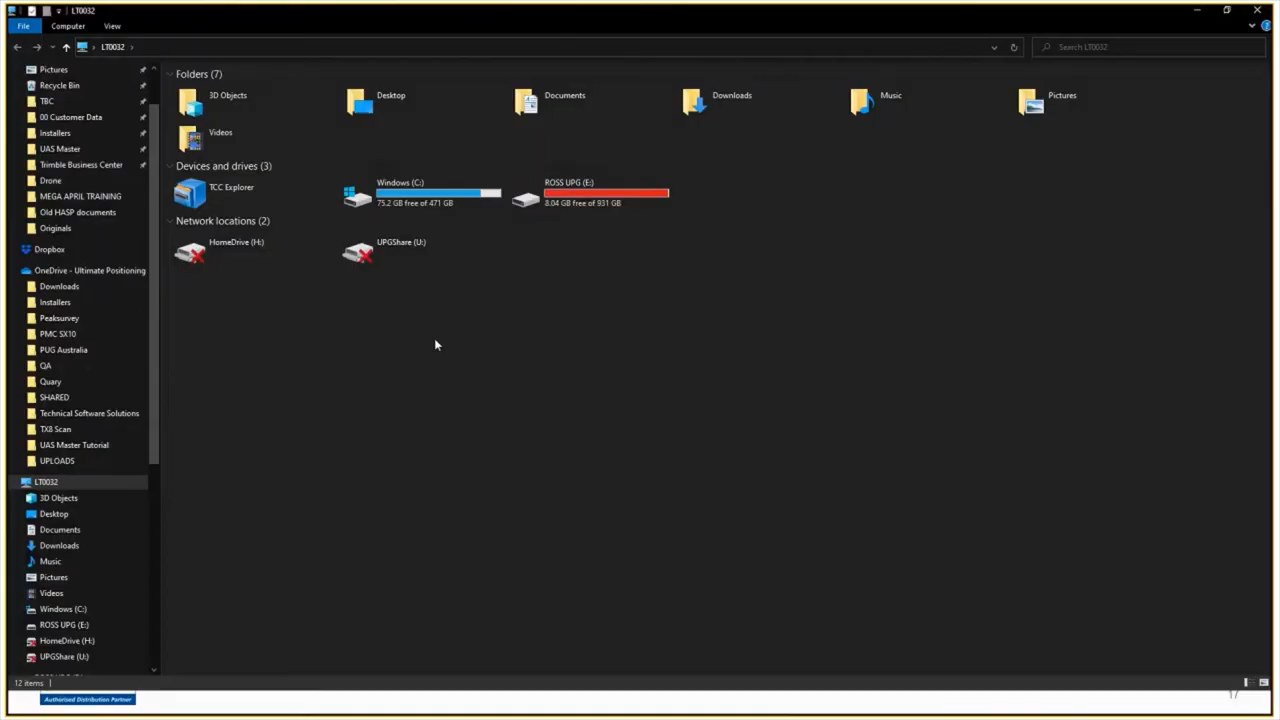 LT0032
File
Computer
View
LT0032
Search LT0032
Pictures
Recycle Bin
TBC
00 Customer Data
Installers
UAS Master
Trimble Business Center
Drone
MEGA APRIL TRAINING
Old HASP documents
Originals
Dropbox
OneDrive - Ultimate Positioning
Downloads
Installers
Peaksurvey
PMC SX10
PUG Australia
QA
Quary
SHARED
Technical Software Solutions
TX8 Scan
UAS Master Tutorial
UPLOADS
LT0032
3D Objects
Desktop
Documents
Downloads
Music
Pictures
Videos
Windows (C:)
ROSS UPG (E:)
HomeDrive (H:)
UPGShare (U:)
Folders (7)
3D Objects
Desktop
Documents
Downloads
Music
Pictures
Videos
Devices and drives (3)
TCC Explorer
Windows (C:)
75.2 GB free of 471 GB
ROSS UPG (E:)
8.04 GB free of 931 GB
Network locations (2)
HomeDrive (H:)
UPGShare (U:)
12 items
Authorised Distribution Partner
17